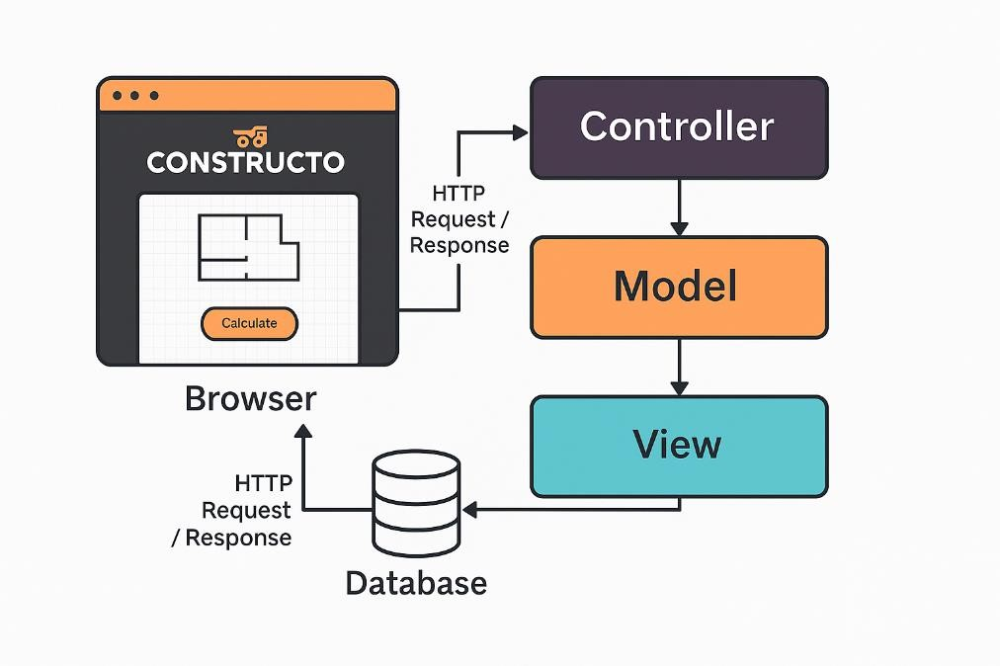 CONSTRUCTO
Calculate
Browser
HTTP
Request /
Response
Controller
Model
View
HTTP
Request
/ Response
Database